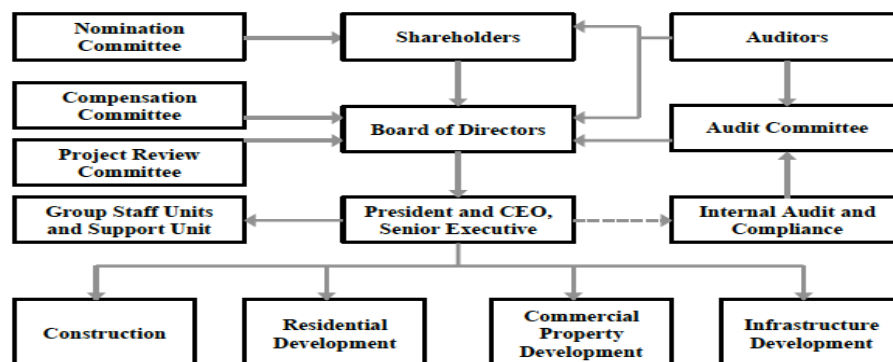 Nomination
Committee
Shareholders
Auditors
Compensation
Committee
Board of Directors
Audit Committee
Project Review
Committee
Group Staff Units
and Support Unit
President and CEO,
Senior Executive
Internal Audit and
Compliance
Construction
Residential
Development
Commercial
Property
Development
Infrastructure
Development